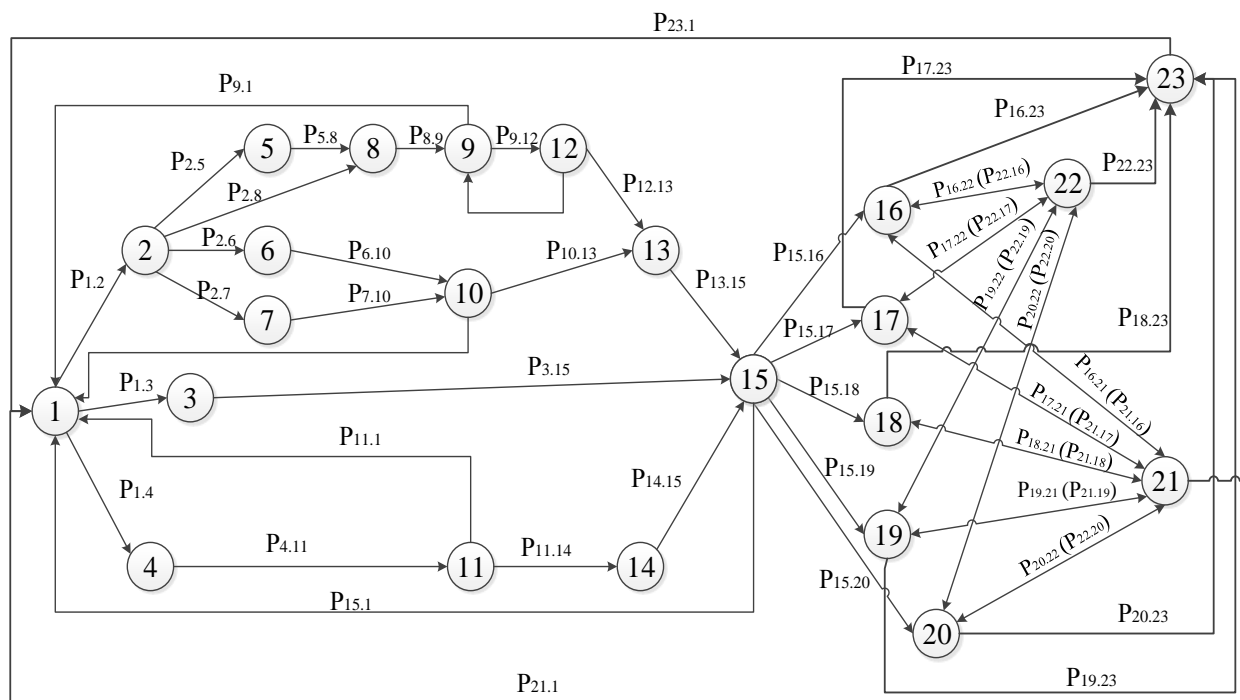 P23.1
P17.23
23
P9.1
P16.23
P5.8
P8.9
P9.12
5
8
9
12
P2.5
P22.23
P16.22 (P22.16)
22
P2.8
P12.13
16
P17.22 (P22.17)
2
P2.6
6
P6.10
P10.13
13
P15.16
P19.22 (P22.19)
P20.22 (P22.20)
P1.2
P2.7
P7.10
10
P13.15
7
17
P15.17
P18.23
P3.15
15
P1.3
3
P15.18
P16.21 (P21.16)
1
P17.21 (P21.17)
18
P11.1
P18.21 (P21.18)
P15.19
P14.15
21
P1.4
P19.21 (P21.19)
19
P4.11
P11.14
P20.22 (P22.20)
4
11
14
P15.20
P15.1
20
P20.23
P21.1
P19.23